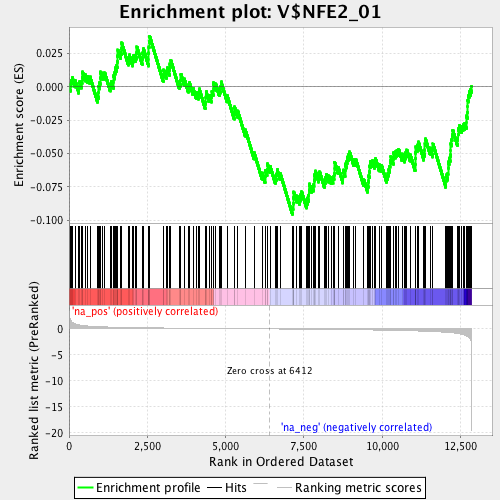 Enrichment plot: V$NFE2_01
Enrichment score (ES)
0.025
0.000
-0.025
-0.050
-0.075
-0.100
'na_pos' (positively correlated)
Ranked list metric (PreRanked)
0
-5
-10
-15
-20
Zero cross at 6412
'na_neg' (negatively correlated)
0
2,500
5,000
7,500
10,000
12,500
Rank in Ordered Dataset
Enrichment profile
Hits
Ranking metric scores